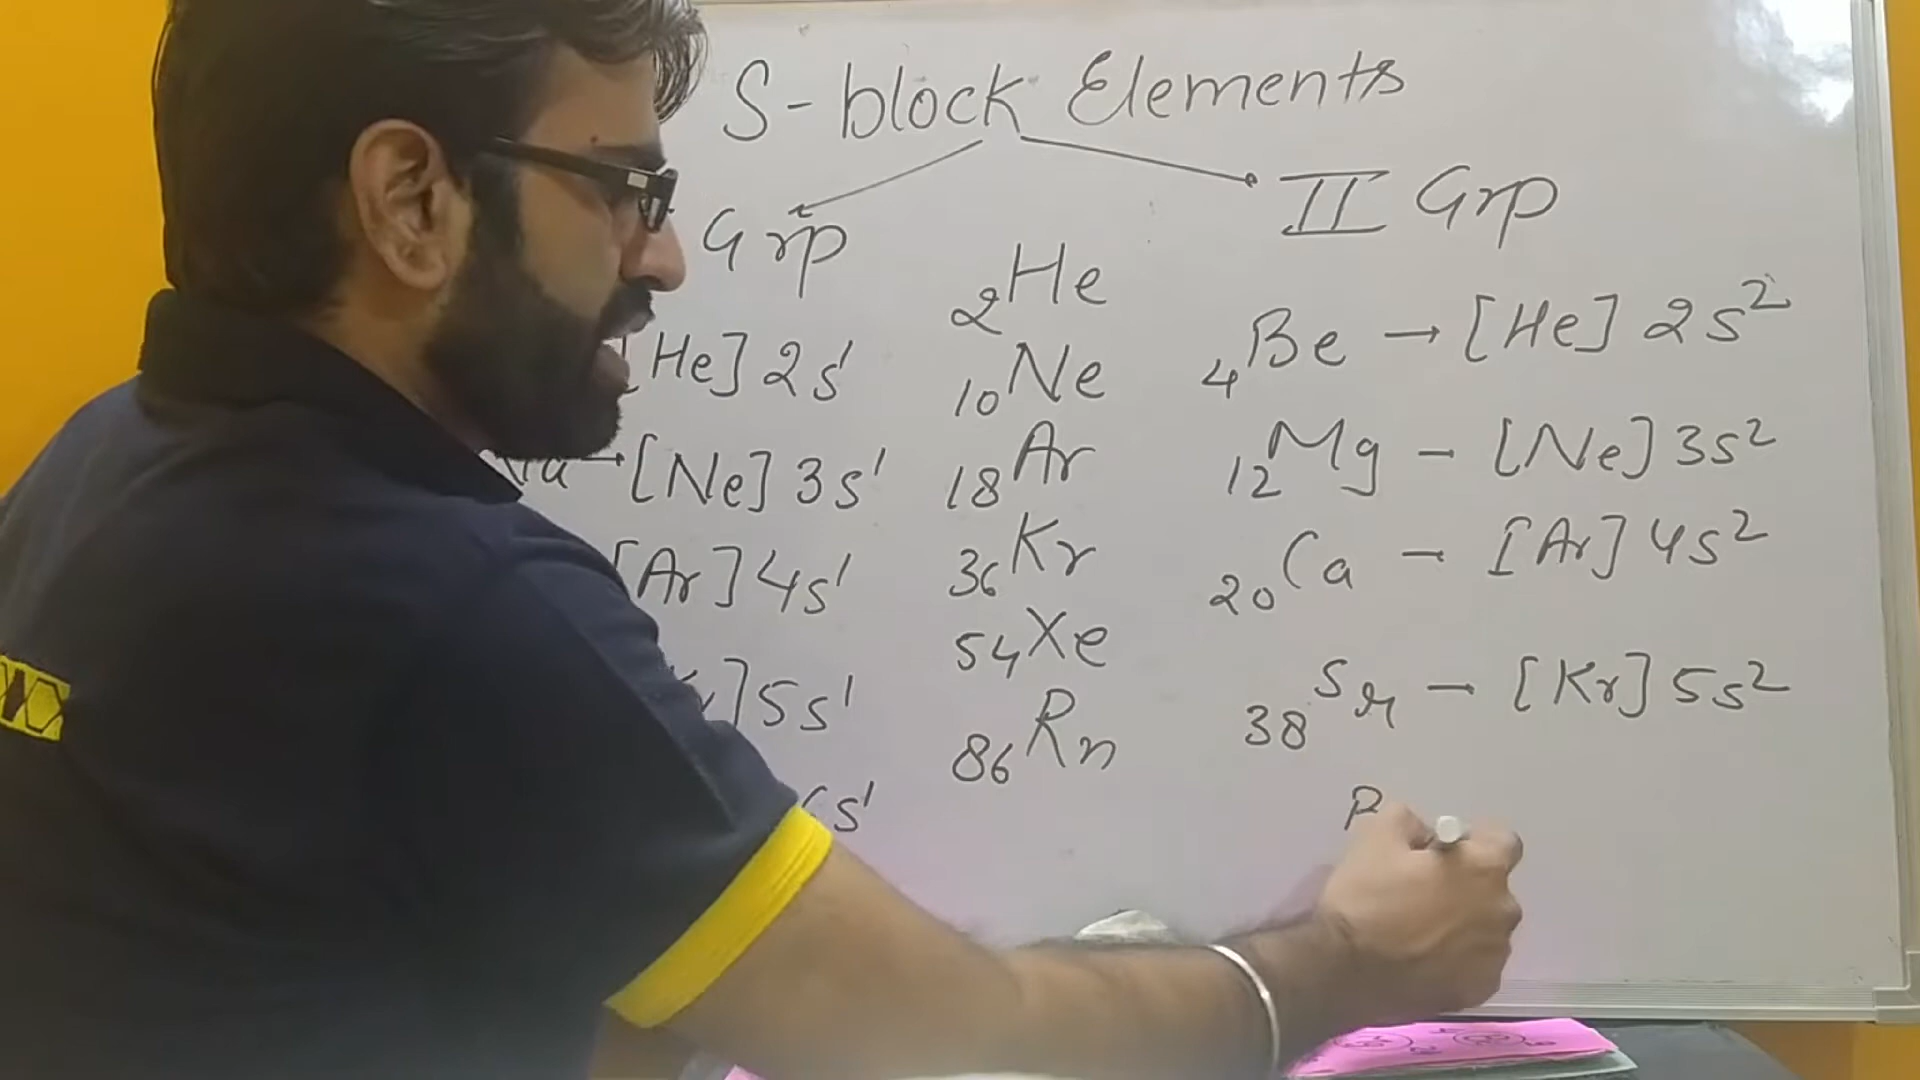 S-block Elements
Grp
II Grp
[He] 2s¹
[Ne] 3s¹
[Ar] 4s¹
] 5s¹
s¹
₂He
₁₀Ne
₁₈Ar
₃₆Kr
₅₄Xe
₈₆Rn
₄Be → [He] 2s²
₁₂Mg – [Ne] 3s²
₂₀Ca – [Ar] 4s²
₃₈Sr – [Kr] 5s²